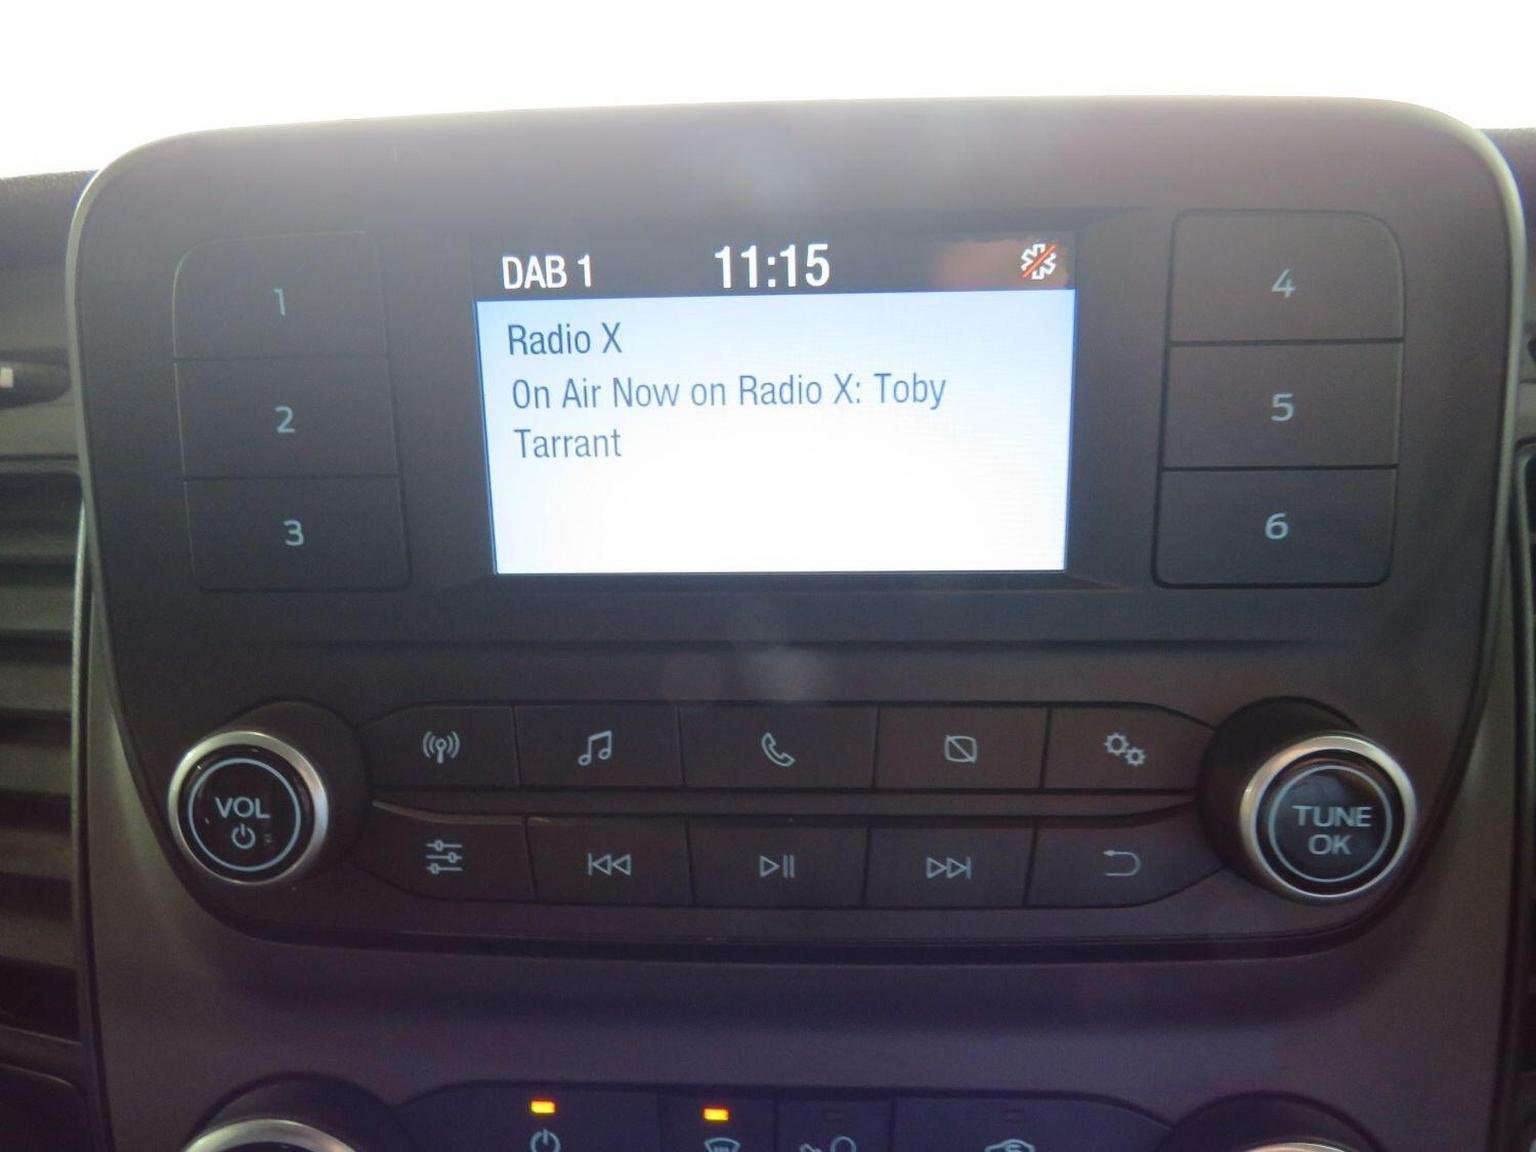 DAB 1 11:15
Radio X
On Air Now on Radio X: Toby
Tarrant
1
2
3
4
5
6
VOL
TUNE
OK